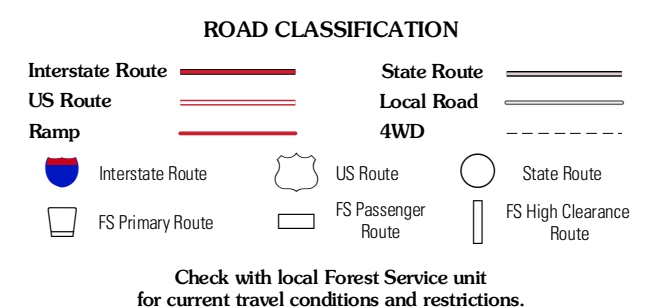 ROAD CLASSIFICATION
Interstate Route
State Route
US Route
Local Road
Ramp
4WD
Interstate Route
US Route
State Route
FS Primary Route
FS Passenger
Route
FS High Clearance
Route
Check with local Forest Service unit
for current travel conditions and restrictions.